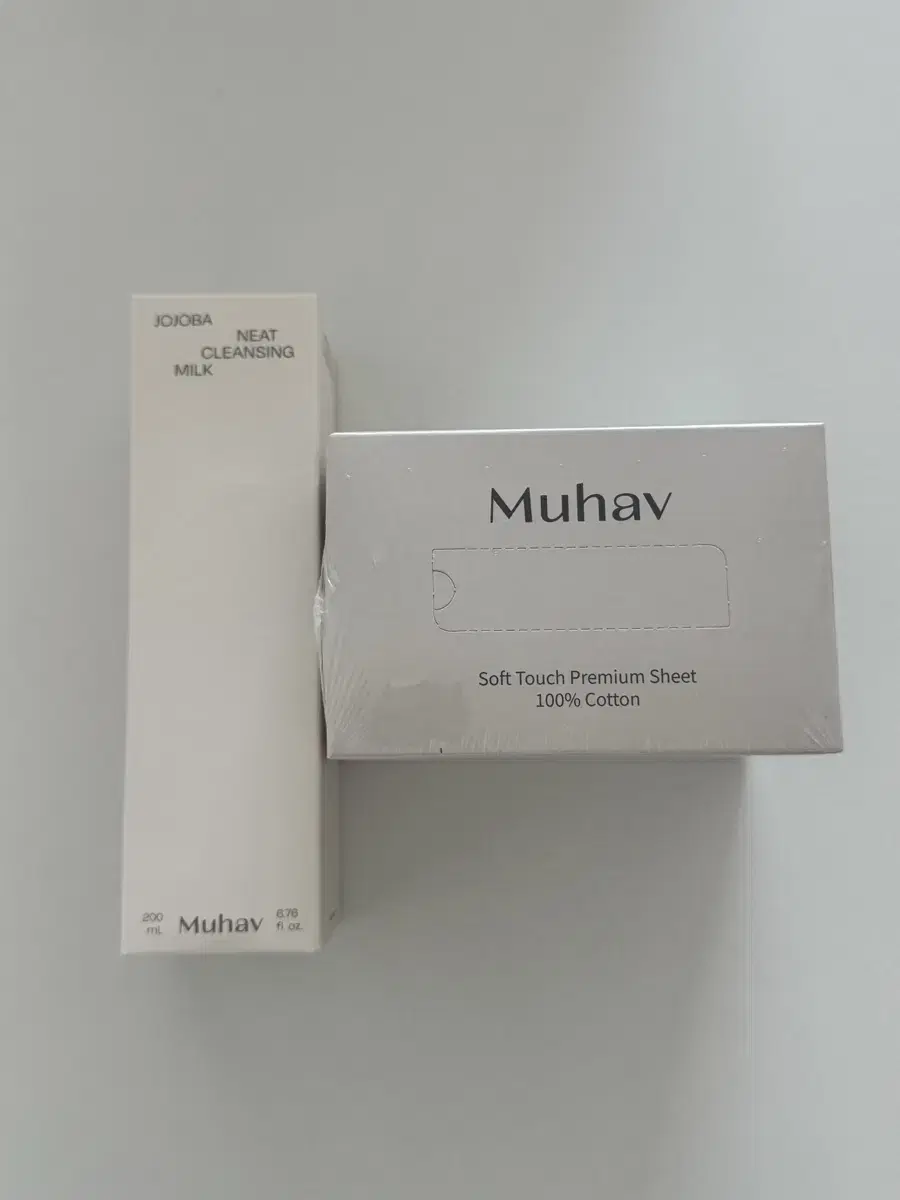 JOJOBA
NEAT
CLEANSING
MILK
200
mL
Muhav
6.76
fl oz.
Muhav
Soft Touch Premium Sheet
100% Cotton